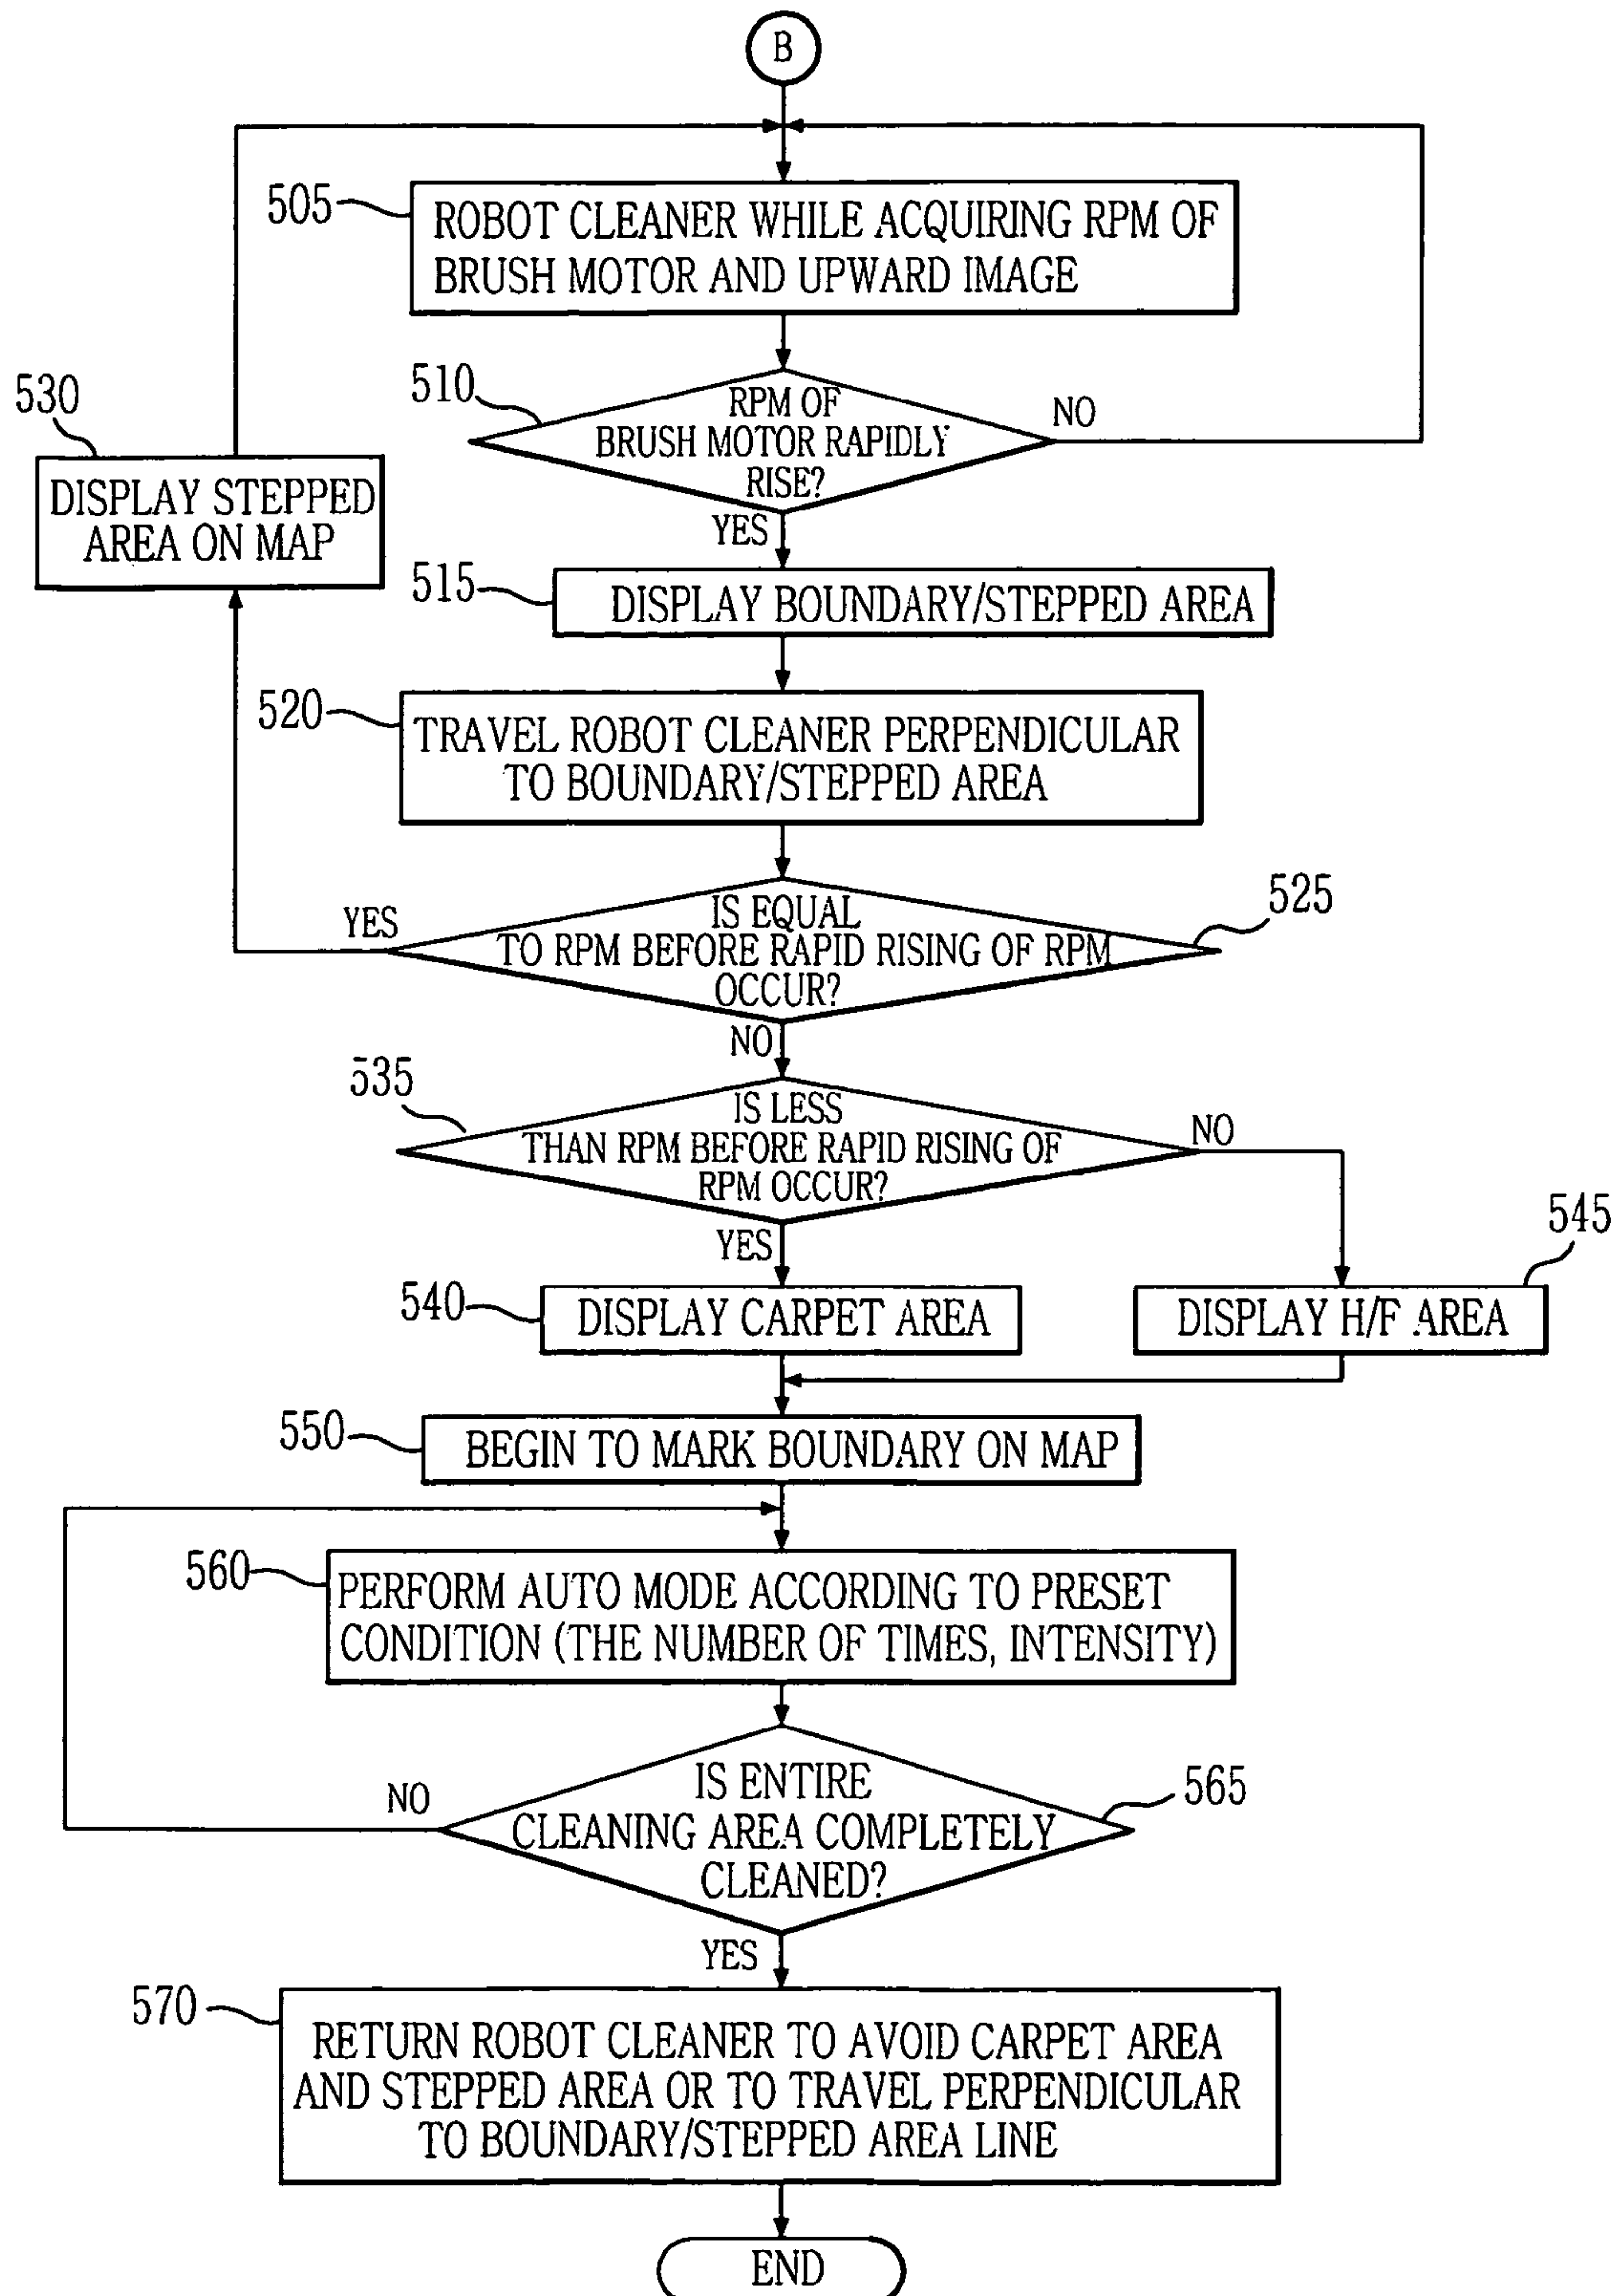 B
505
ROBOT CLEANER WHILE ACQUIRING RPM OF
BRUSH MOTOR AND UPWARD IMAGE
510
RPM OF
BRUSH MOTOR RAPIDLY
RISE?
NO
YES
530
DISPLAY STEPPED
AREA ON MAP
515
DISPLAY BOUNDARY/STEPPED AREA
520
TRAVEL ROBOT CLEANER PERPENDICULAR
TO BOUNDARY/STEPPED AREA
525
IS EQUAL
TO RPM BEFORE RAPID RISING OF RPM
OCCUR?
YES
NO
535
IS LESS
THAN RPM BEFORE RAPID RISING OF
RPM OCCUR?
NO
YES
540
DISPLAY CARPET AREA
545
DISPLAY H/F AREA
550
BEGIN TO MARK BOUNDARY ON MAP
560
PERFORM AUTO MODE ACCORDING TO PRESET
CONDITION (THE NUMBER OF TIMES, INTENSITY)
565
IS ENTIRE
CLEANING AREA COMPLETELY
CLEANED?
NO
YES
570
RETURN ROBOT CLEANER TO AVOID CARPET AREA
AND STEPPED AREA OR TO TRAVEL PERPENDICULAR
TO BOUNDARY/STEPPED AREA LINE
END